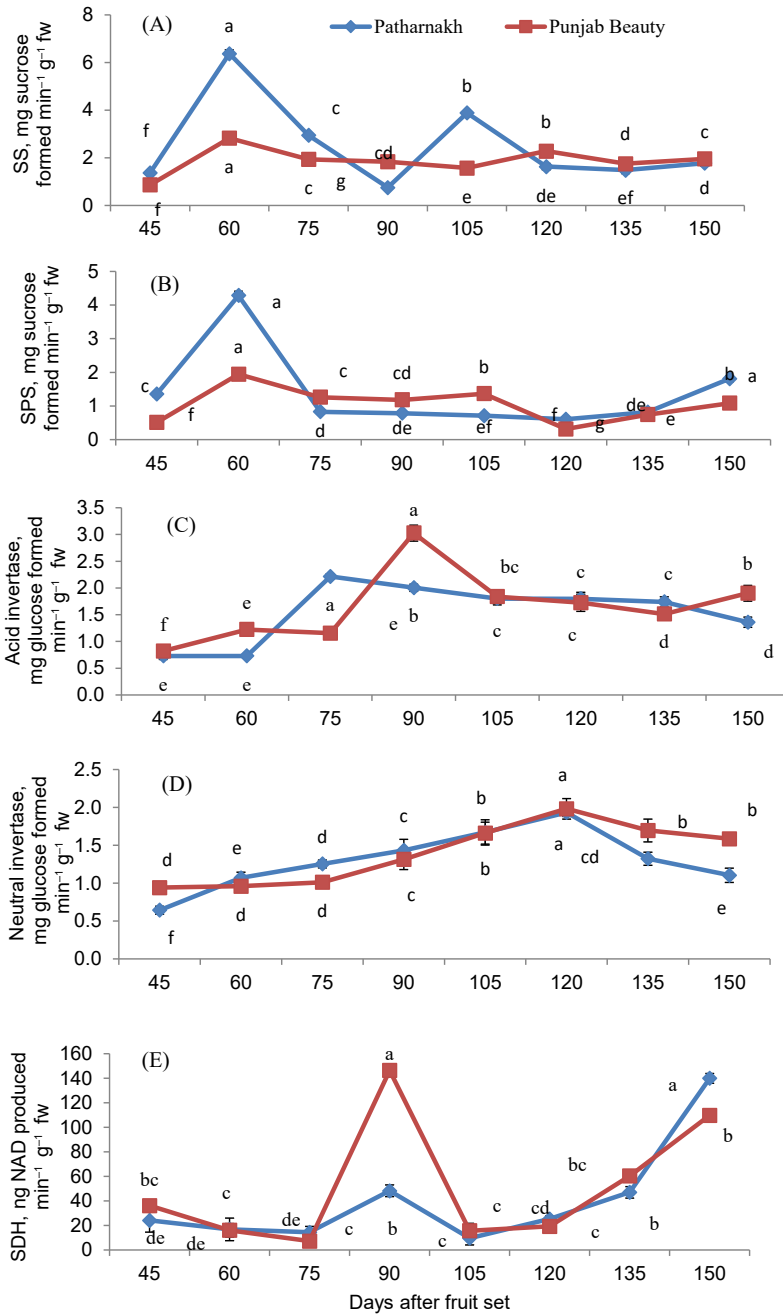 (A)
Patharnakh
Punjab Beauty
SS, mg sucrose
formed min⁻¹ g⁻¹ fw
8
6
4
2
0
f a c cd b b d c
f a c g e de ef d
45 60 75 90 105 120 135 150
(B)
SPS, mg sucrose
formed min⁻¹ g⁻¹ fw
5
4
3
2
1
0
c a a c cd b f de b a
f d de ef g e
45 60 75 90 105 120 135 150
(C)
Acid invertase,
mg glucose formed
min⁻¹ g⁻¹ fw
3.5
3.0
2.5
2.0
1.5
1.0
0.5
0.0
f e a a bc c c b
e e e b c c d d
45 60 75 90 105 120 135 150
(D)
Neutral invertase,
mg glucose formed
min⁻¹ g⁻¹ fw
2.5
2.0
1.5
1.0
0.5
0.0
d e d c b a b b
f d d c b a cd e
45 60 75 90 105 120 135 150
(E)
SDH, ng NAD produced
min⁻¹ g⁻¹ fw
160
140
120
100
80
60
40
20
0
bc c de a c cd bc a
de de c b c c b b
45 60 75 90 105 120 135 150
Days after fruit set